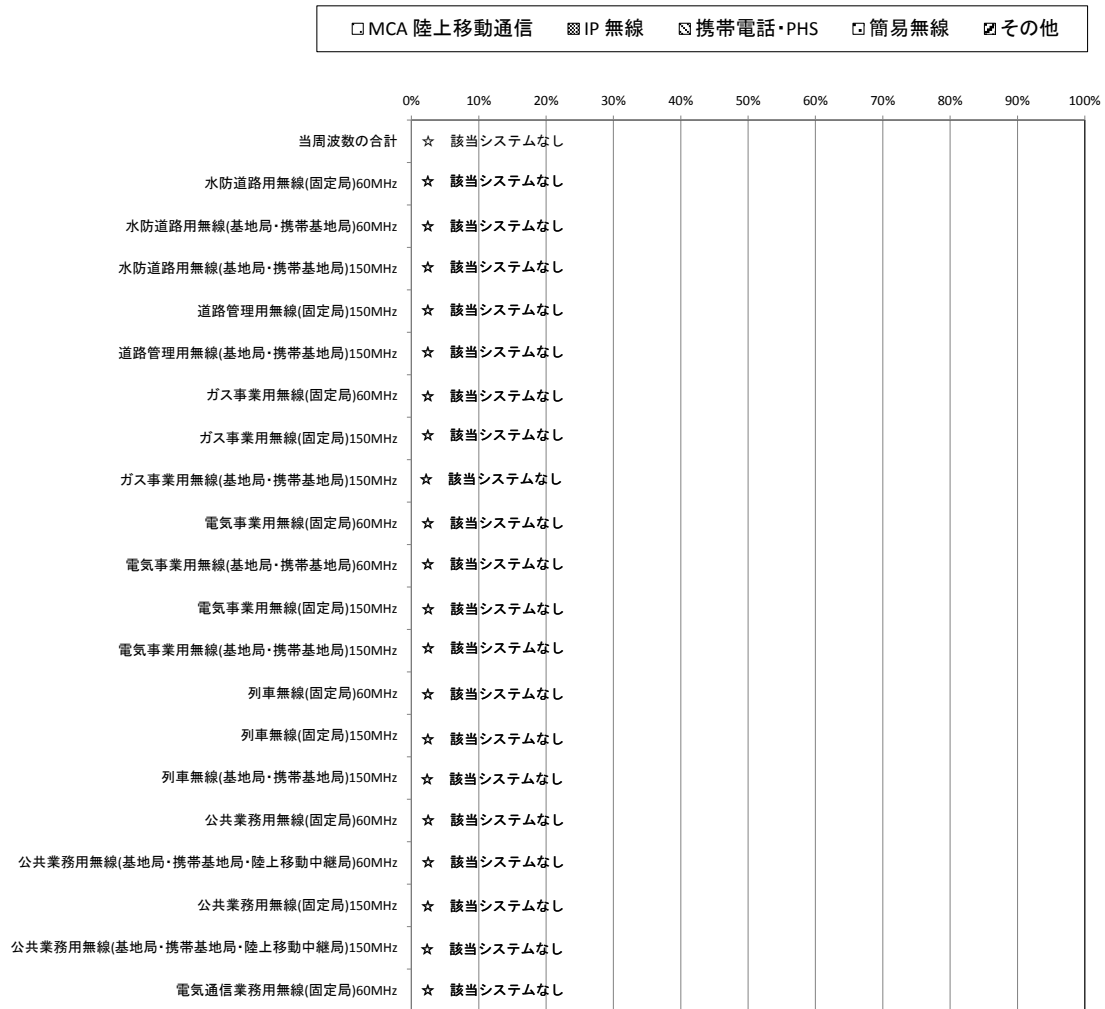 MCA 陸上移動通信 IP 無線 携帯電話・PHS 簡易無線 その他
0% 10% 20% 30% 40% 50% 60% 70% 80% 90% 100%
当周波数の合計 ☆ 該当システムなし
水防道路用無線(固定局)60MHz ☆ 該当システムなし
水防道路用無線(基地局・携帯基地局)60MHz ☆ 該当システムなし
水防道路用無線(基地局・携帯基地局)150MHz ☆ 該当システムなし
道路管理用無線(固定局)150MHz ☆ 該当システムなし
道路管理用無線(基地局・携帯基地局)150MHz ☆ 該当システムなし
ガス事業用無線(固定局)60MHz ☆ 該当システムなし
ガス事業用無線(固定局)150MHz ☆ 該当システムなし
ガス事業用無線(基地局・携帯基地局)150MHz ☆ 該当システムなし
電気事業用無線(固定局)60MHz ☆ 該当システムなし
電気事業用無線(基地局・携帯基地局)60MHz ☆ 該当システムなし
電気事業用無線(固定局)150MHz ☆ 該当システムなし
電気事業用無線(基地局・携帯基地局)150MHz ☆ 該当システムなし
列車無線(固定局)60MHz ☆ 該当システムなし
列車無線(固定局)150MHz ☆ 該当システムなし
列車無線(基地局・携帯基地局)150MHz ☆ 該当システムなし
公共業務用無線(固定局)60MHz ☆ 該当システムなし
公共業務用無線(基地局・携帯基地局・陸上移動中継局)60MHz ☆ 該当システムなし
公共業務用無線(固定局)150MHz ☆ 該当システムなし
公共業務用無線(基地局・携帯基地局・陸上移動中継局)150MHz ☆ 該当システムなし
電気通信業務用無線(固定局)60MHz ☆ 該当システムなし